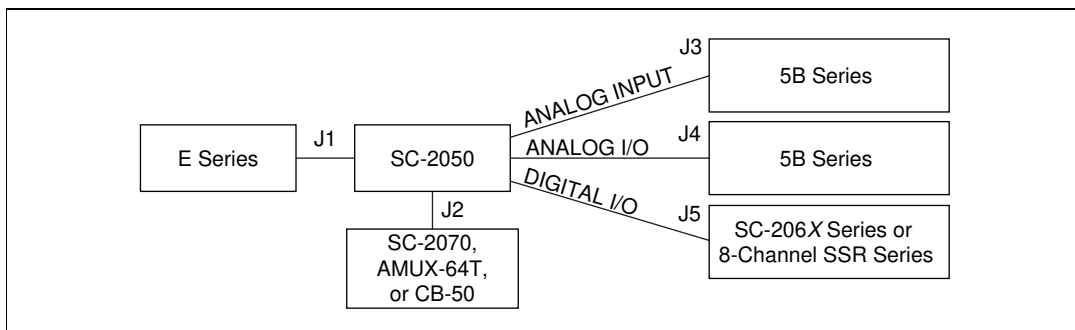 J3
5B Series
ANALOG INPUT
E Series
J1
SC-2050
ANALOG I/O
J4
5B Series
DIGITAL I/O
J2
J5
SC-206X Series or
8-Channel SSR Series
SC-2070,
AMUX-64T,
or CB-50